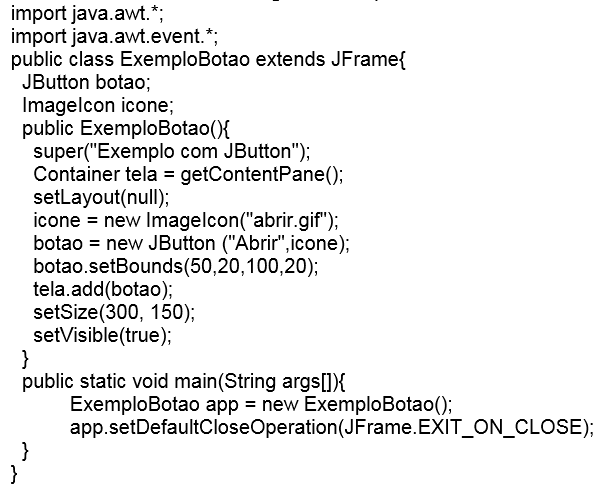 import java.awt.*;
import java.awt.event.*;
public class ExemploBotao extends JFrame{
JButton botao;
ImageIcon icone;
public ExemploBotao(){
super("Exemplo com JButton");
Container tela = getContentPane();
setLayout(null);
icone = new ImageIcon("abrir.gif");
botao = new JButton ("Abrir",icone);
botao.setBounds(50,20,100,20);
tela.add(botao);
setSize(300, 150);
setVisible(true);
}
public static void main(String args[]){
ExemploBotao app = new ExemploBotao();
app.setDefaultCloseOperation(JFrame.EXIT_ON_CLOSE);
}
}